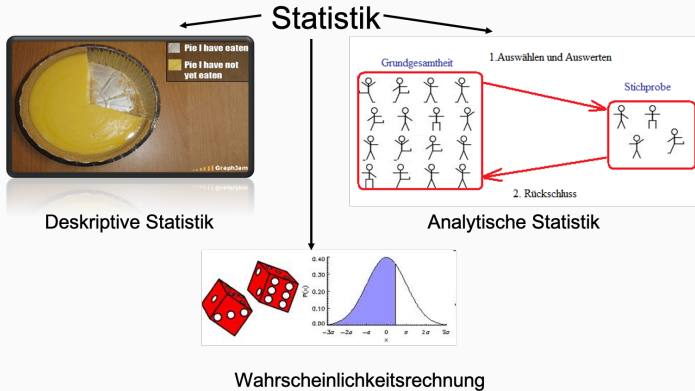 Statistik
Pie I have eaten
Pie I have not
yet eaten
GraphJam
Deskriptive Statistik
1.Auswählen und Auswerten
Grundgesamtheit
Stichprobe
2. Rückschluss
Analytische Statistik
0.40
0.30
0.20
0.10
0.00
P(x)
-3σ -2σ -σ 0 σ 2σ 3σ
x
Wahrscheinlichkeitsrechnung